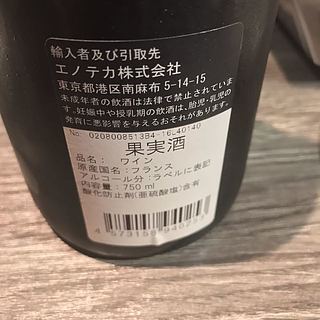 輸入者及び引取先
エノテカ株式会社
東京都港区南麻布 5-14-15
未成年者の飲酒は法律で禁止されていま
す。妊娠中や授乳期の飲酒は、胎児・乳児の
発育に悪影響を与えるおそれがあります。
No: 0208008513B4-16L40140
果実酒
品名: ワイン
原産国名: フランス
アルコール分: ラベルに表記
内容量: 750 ml
酸化防止剤(亜硫酸塩)含有